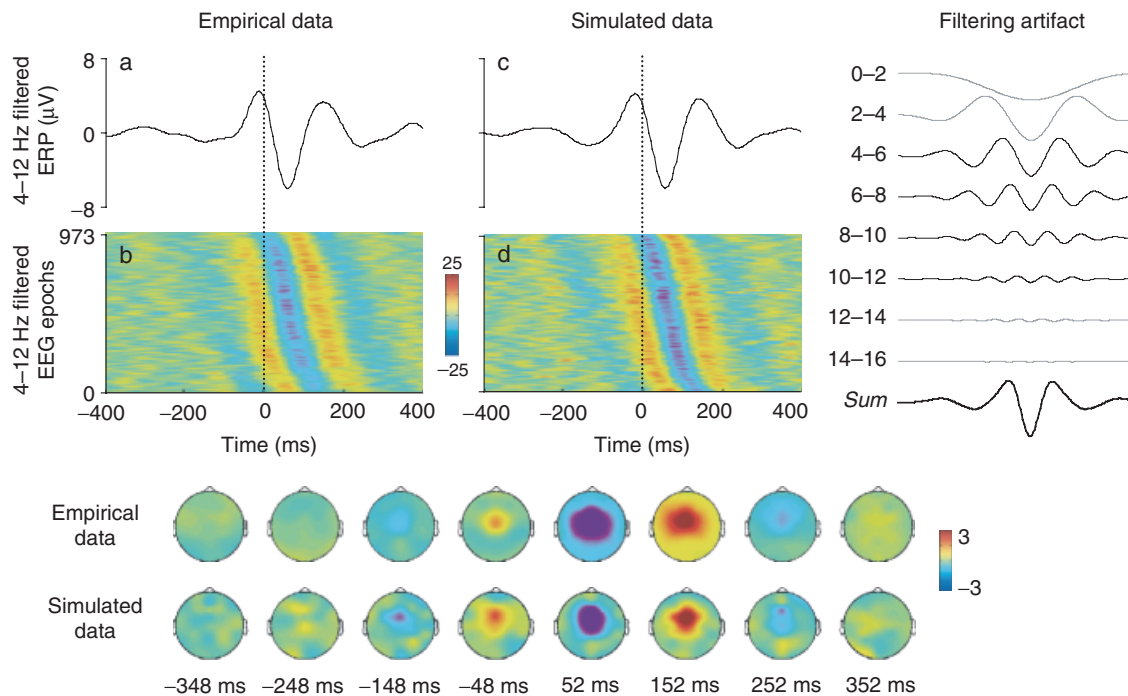 Empirical data
Simulated data
Filtering artifact
4–12 Hz filtered
ERP (μV)
8
0
−8
a
c
0–2
2–4
4–6
6–8
8–10
10–12
12–14
14–16
Sum
4–12 Hz filtered
EEG epochs
973
0
b
25
−25
d
−400 −200 0 200 400
−400 −200 0 200 400
Time (ms)
Time (ms)
Empirical
data
3
−3
Simulated
data
−348 ms −248 ms −148 ms −48 ms 52 ms 152 ms 252 ms 352 ms